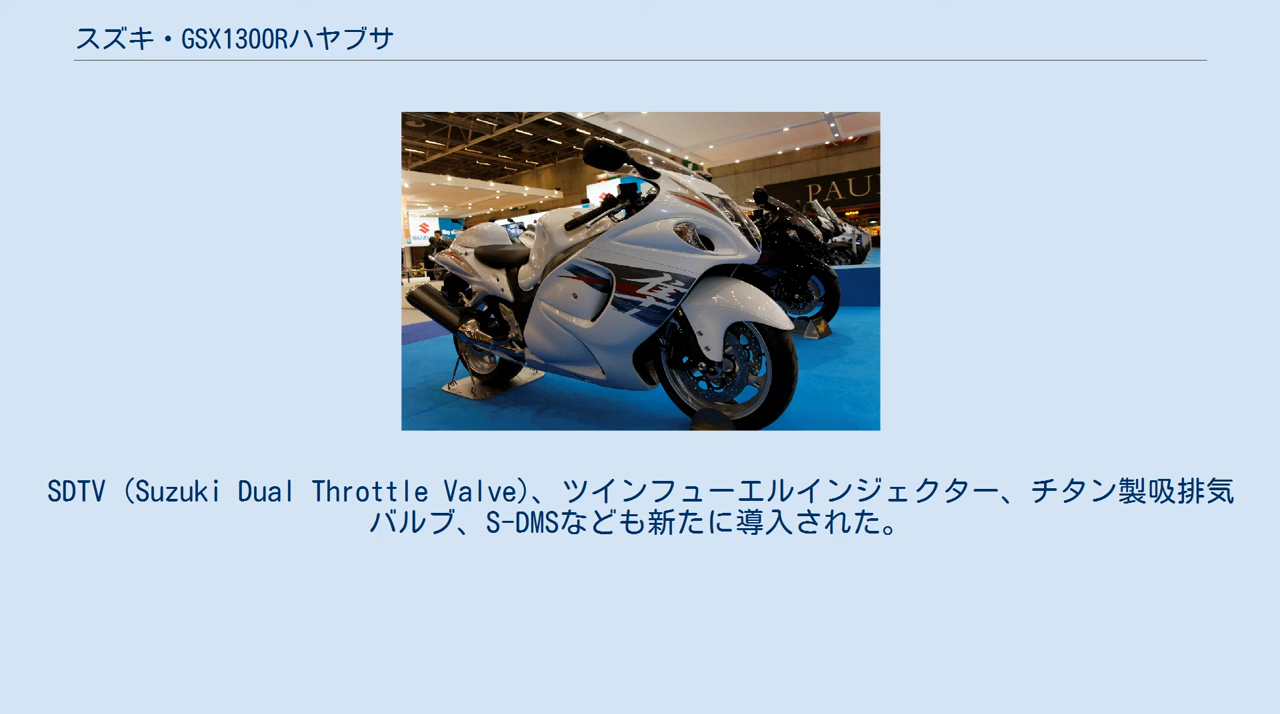 スズキ・GSX1300Rハヤブサ
PAU
SUZUKI
隼
SDTV（Suzuki Dual Throttle Valve）、ツインフューエルインジェクター、チタン製吸排気
バルブ、S-DMSなども新たに導入された。